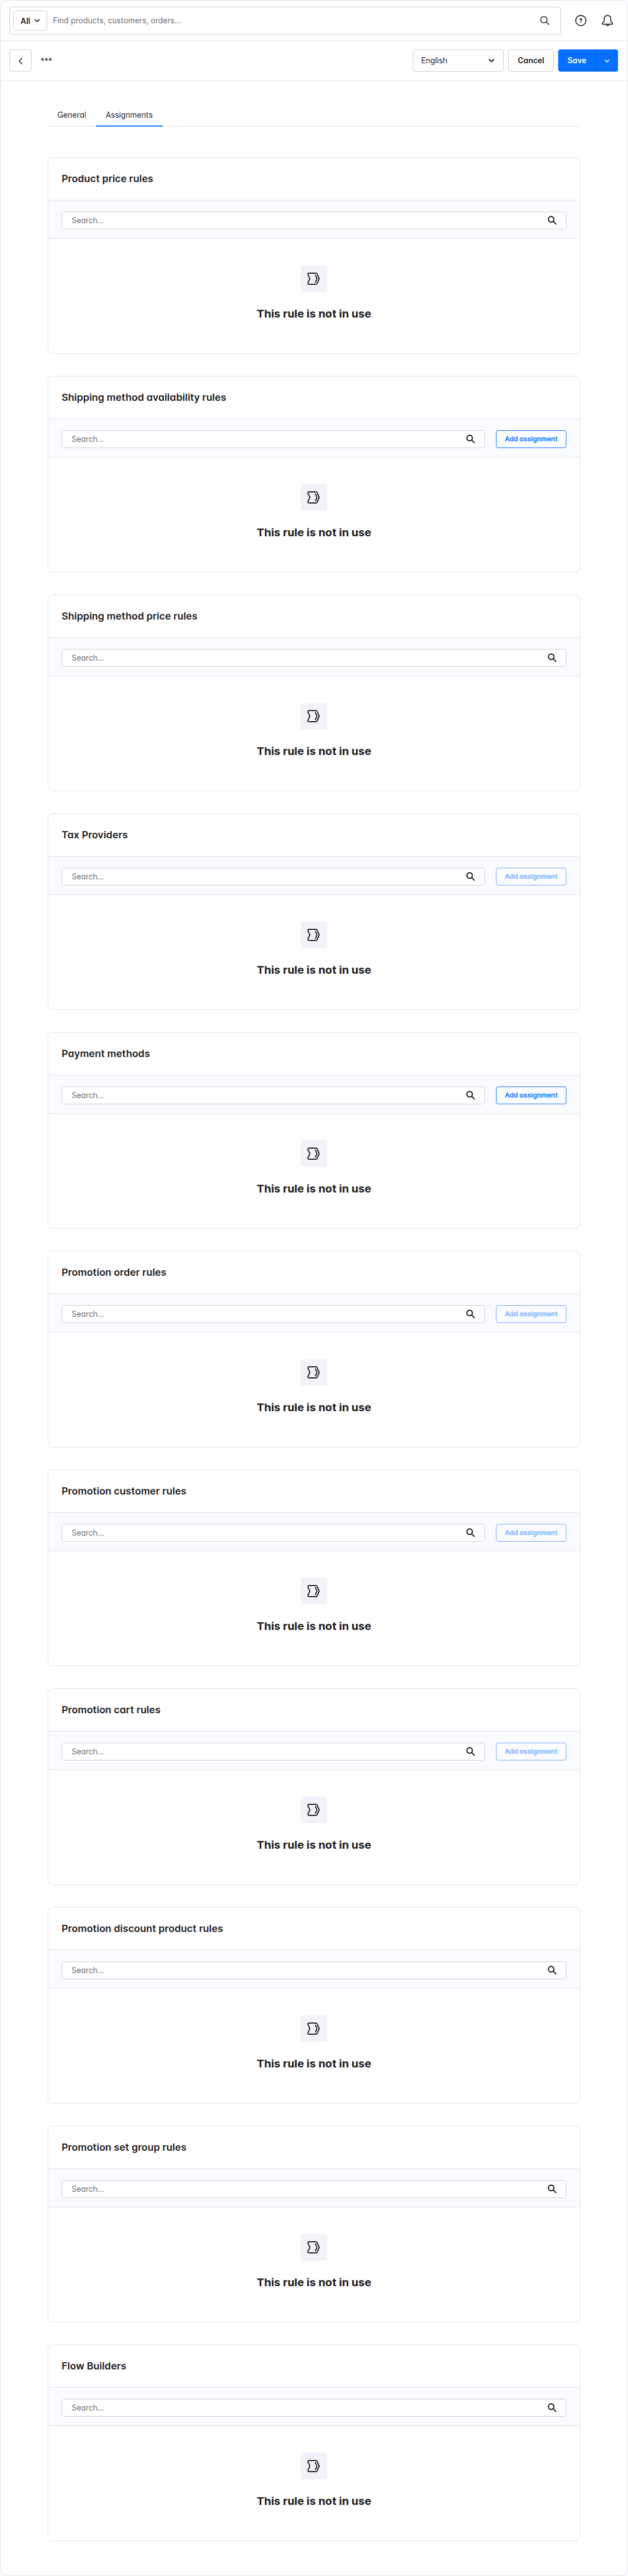 All
Find products, customers, orders...
English
Cancel
Save
General
Assignments
Product price rules
Search...
This rule is not in use
Shipping method availability rules
Search...
Add assignment
This rule is not in use
Shipping method price rules
Search...
This rule is not in use
Tax Providers
Search...
Add assignment
This rule is not in use
Payment methods
Search...
Add assignment
This rule is not in use
Promotion order rules
Search...
Add assignment
This rule is not in use
Promotion customer rules
Search...
Add assignment
This rule is not in use
Promotion cart rules
Search...
Add assignment
This rule is not in use
Promotion discount product rules
Search...
This rule is not in use
Promotion set group rules
Search...
This rule is not in use
Flow Builders
Search...
This rule is not in use